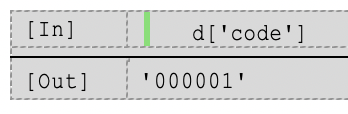 [In] d['code']
[Out] '000001'